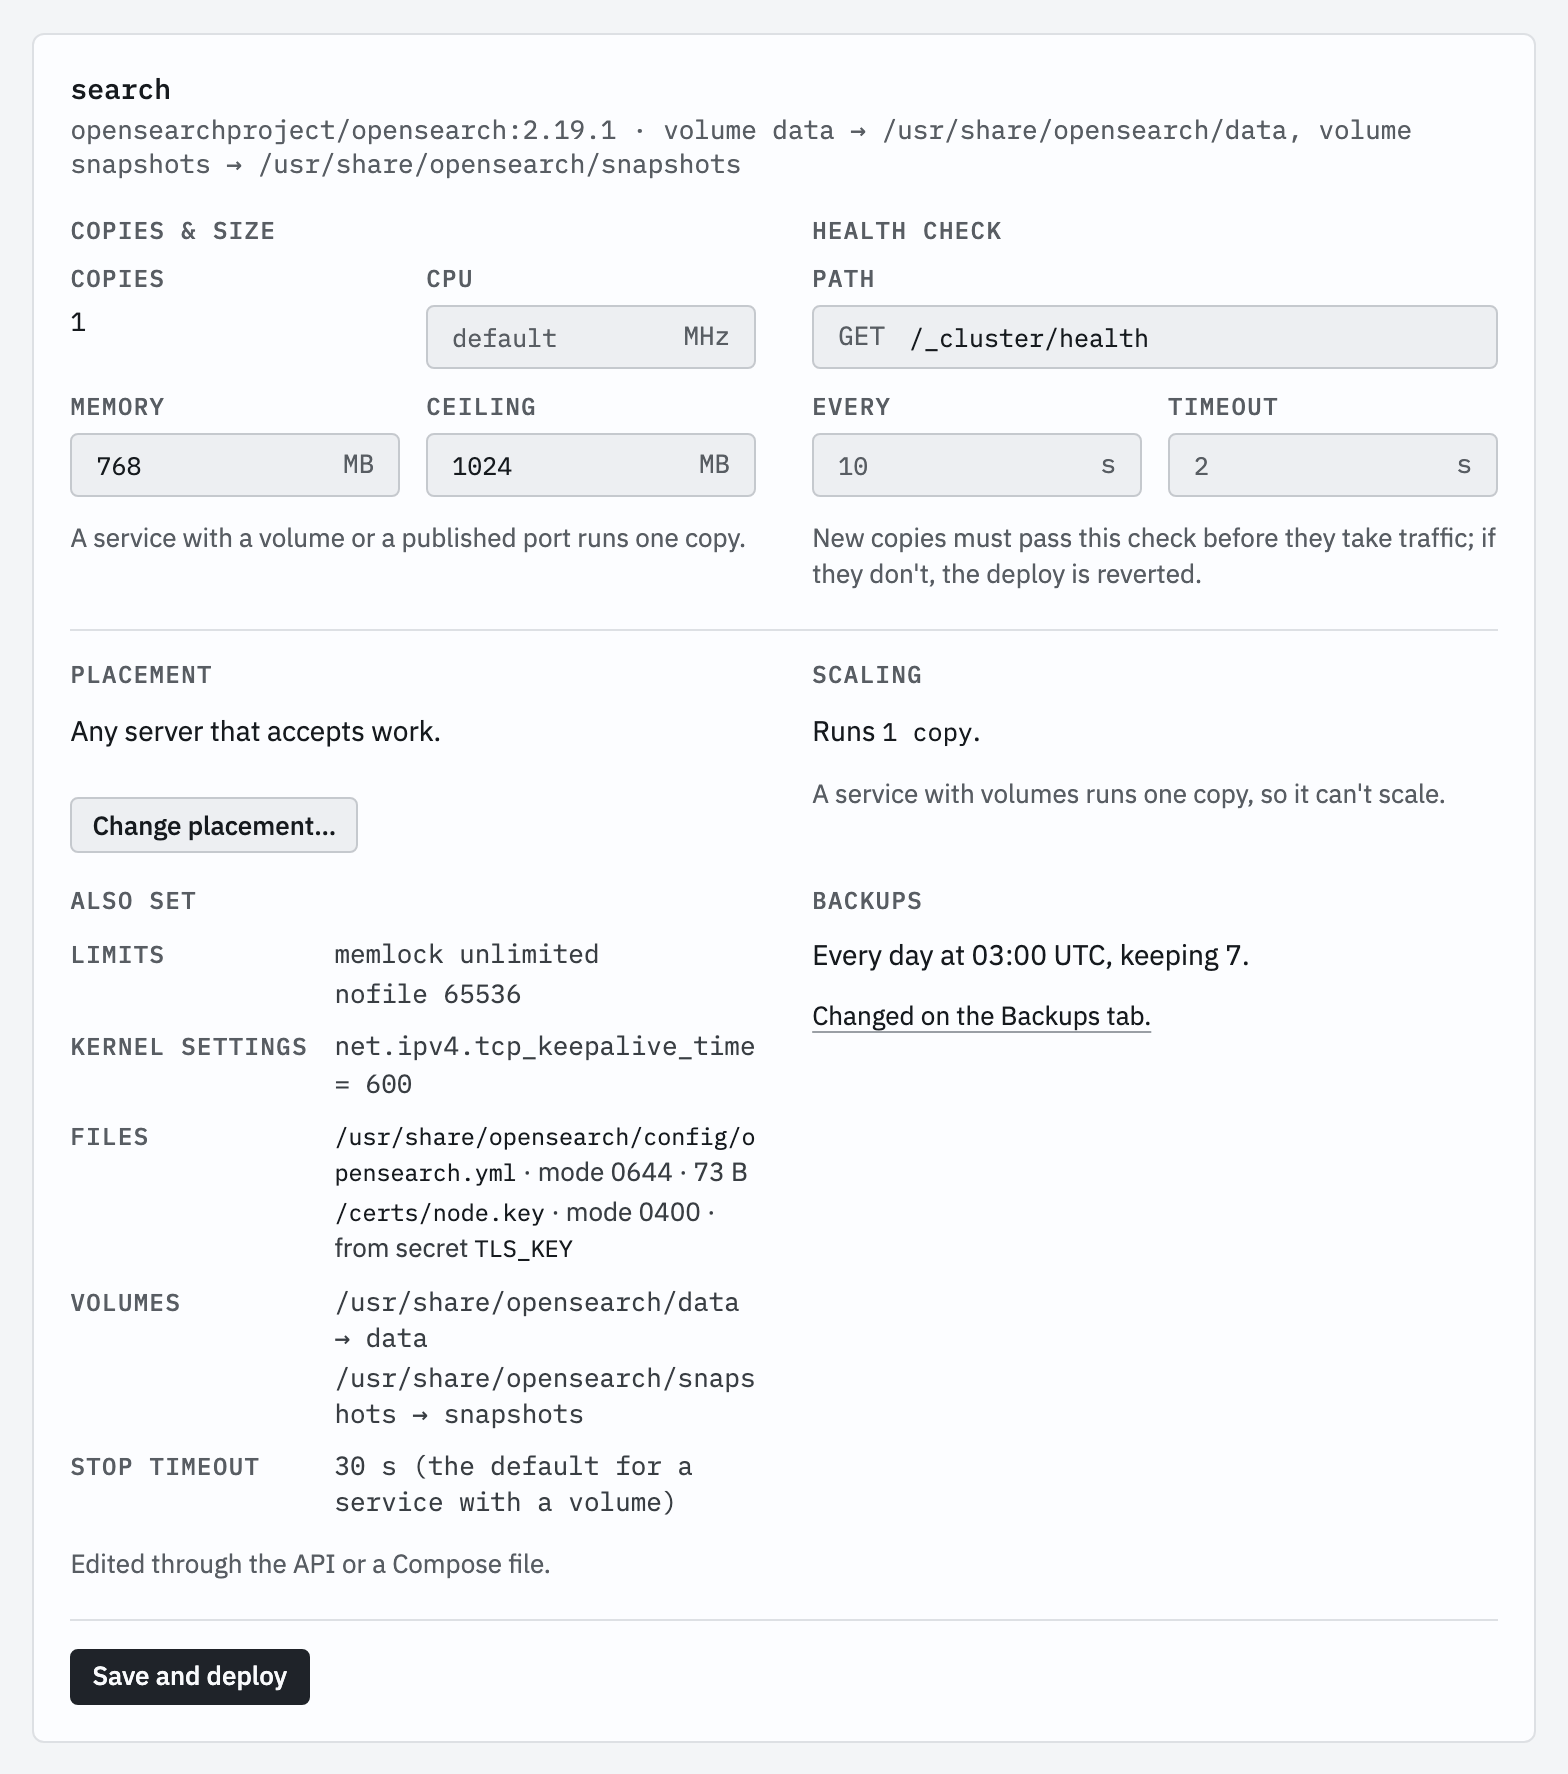 search
opensearchproject/opensearch:2.19.1 · volume data → /usr/share/opensearch/data, volume
snapshots → /usr/share/opensearch/snapshots
COPIES & SIZE
COPIES
1
CPU
default MHz
MEMORY
768 MB
CEILING
1024 MB
A service with a volume or a published port runs one copy.
HEALTH CHECK
PATH
GET /_cluster/health
EVERY
10 s
TIMEOUT
2 s
New copies must pass this check before they take traffic; if
they don't, the deploy is reverted.
PLACEMENT
Any server that accepts work.
Change placement...
SCALING
Runs 1 copy.
A service with volumes runs one copy, so it can't scale.
ALSO SET
LIMITS
memlock unlimited
nofile 65536
KERNEL SETTINGS
net.ipv4.tcp_keepalive_time
= 600
FILES
/usr/share/opensearch/config/o
pensearch.yml · mode 0644 · 73 B
/certs/node.key · mode 0400 ·
from secret TLS_KEY
VOLUMES
/usr/share/opensearch/data
→ data
/usr/share/opensearch/snaps
hots → snapshots
STOP TIMEOUT
30 s (the default for a
service with a volume)
Edited through the API or a Compose file.
BACKUPS
Every day at 03:00 UTC, keeping 7.
Changed on the Backups tab.
Save and deploy